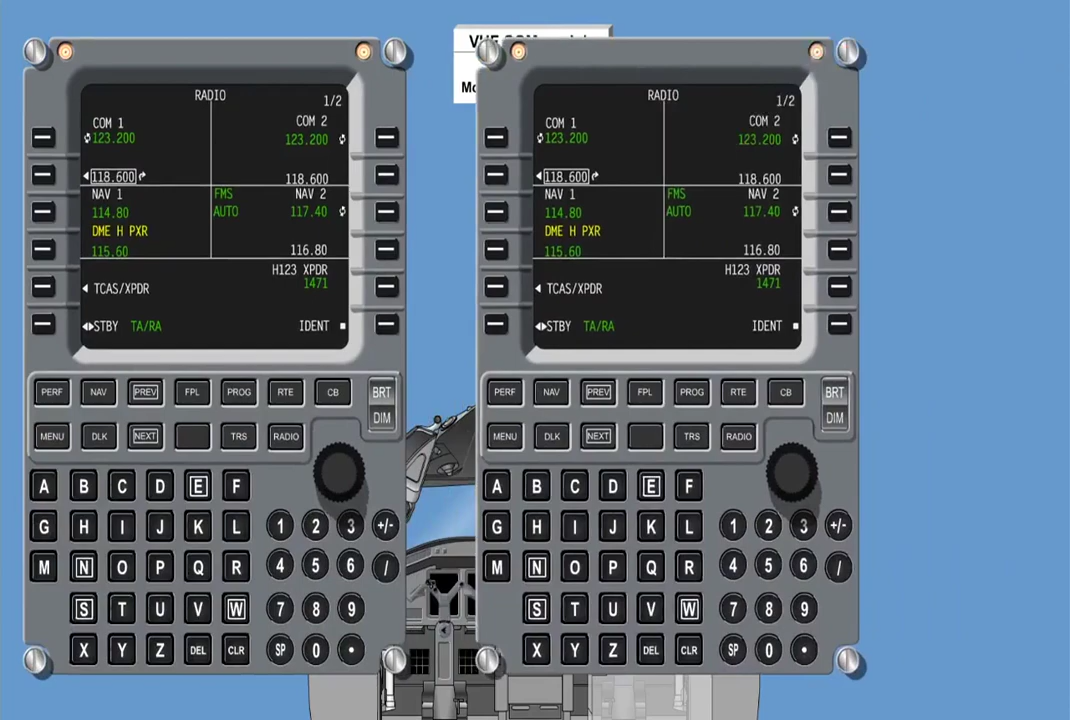 VHF COM
Mo
RADIO
1/2
COM 1
COM 2
123.200
123.200
118.600
118.600
NAV 1
FMS
NAV 2
114.80
AUTO
117.40
DME H PXR
115.60
116.80
H123 XPDR
1471
TCAS/XPDR
STBY TA/RA
IDENT
PERF NAV PREV FPL PROG RTE CB BRT
DIM
MENU DLK NEXT TRS RADIO
A B C D E F
G H I J K L 1 2 3 +/-
M N O P Q R 4 5 6 /
S T U V W 7 8 9
X Y Z DEL CLR SP 0 •
RADIO
1/2
COM 1
COM 2
123.200
123.200
118.600
118.600
NAV 1
FMS
NAV 2
114.80
AUTO
117.40
DME H PXR
115.60
116.80
H123 XPDR
1471
TCAS/XPDR
STBY TA/RA
IDENT
PERF NAV PREV FPL PROG RTE CB BRT
DIM
MENU DLK NEXT TRS RADIO
A B C D E F
G H I J K L 1 2 3 +/-
M N O P Q R 4 5 6 /
S T U V W 7 8 9
X Y Z DEL CLR SP 0 •